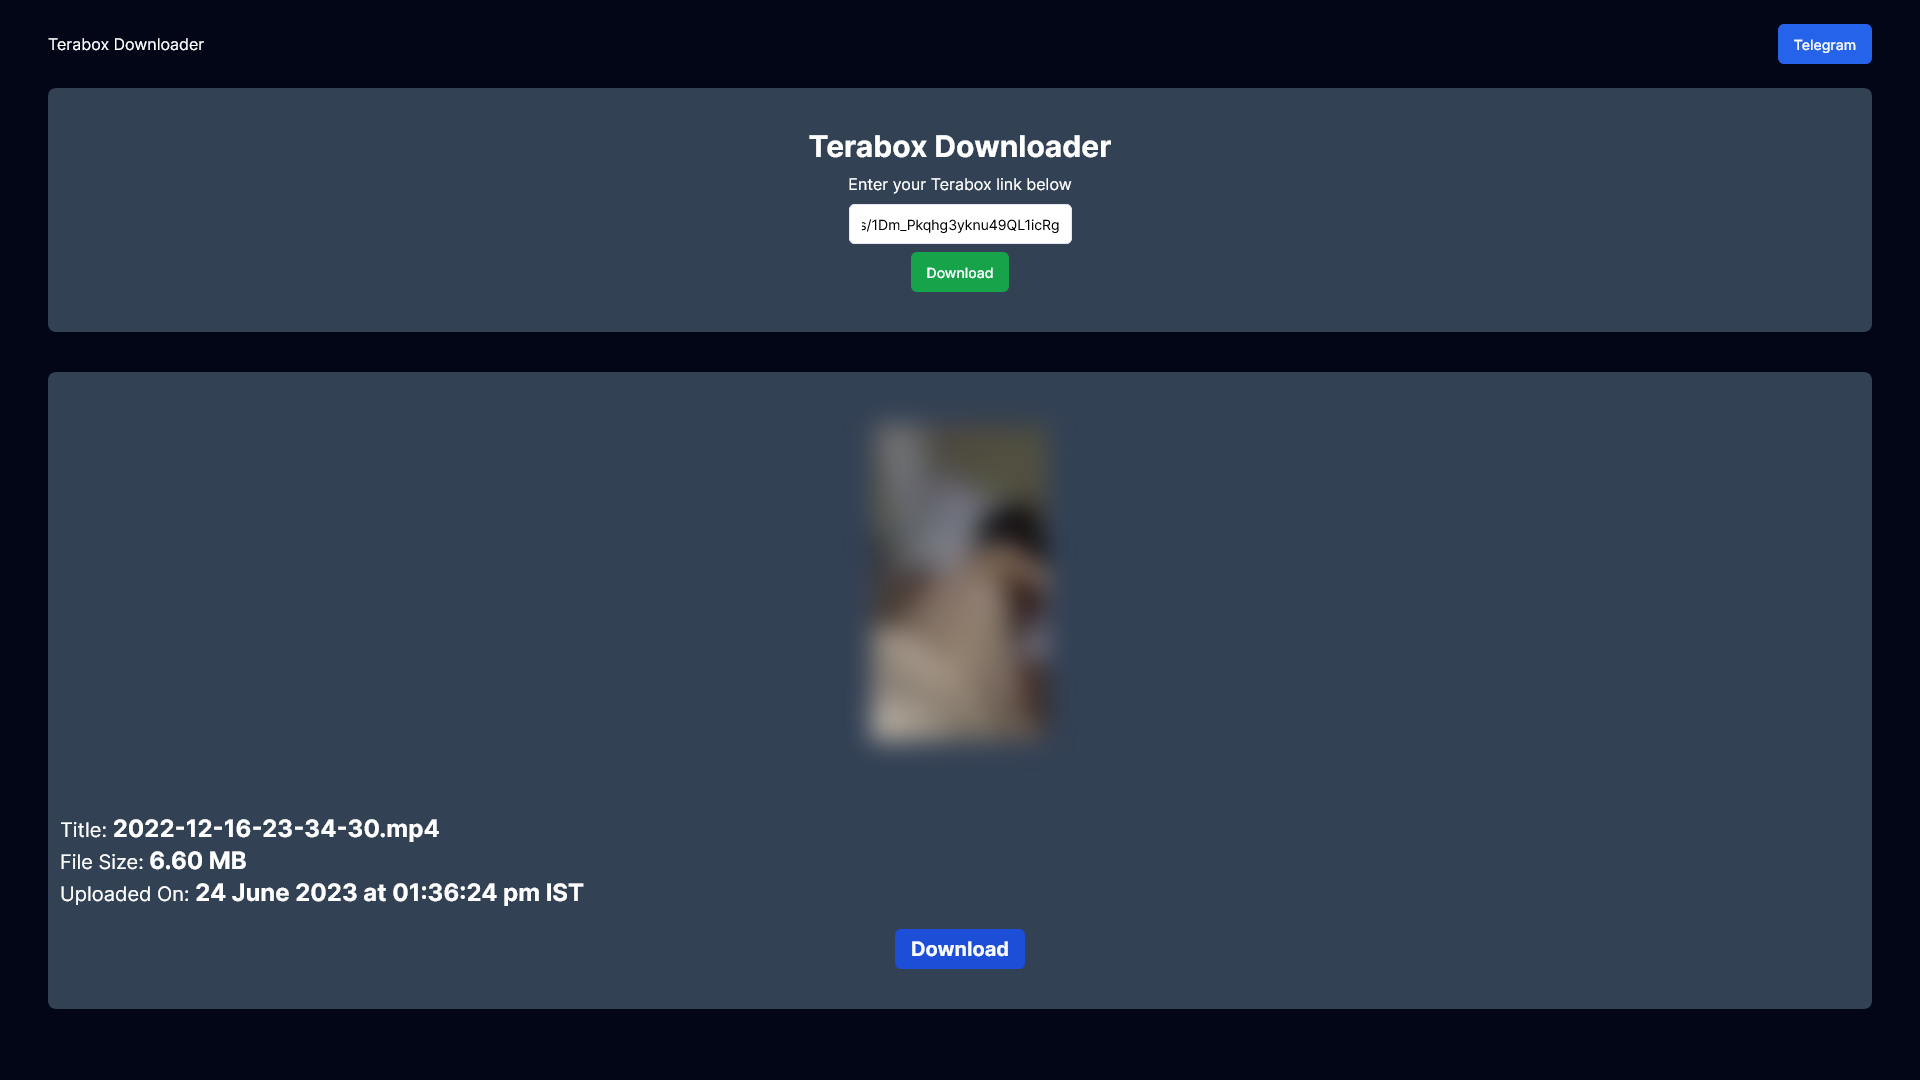 Terabox Downloader
Telegram
Terabox Downloader
Enter your Terabox link below
s/1Dm_Pkqhg3yknu49QL1icRg
Download
Title: 2022-12-16-23-34-30.mp4
File Size: 6.60 MB
Uploaded On: 24 June 2023 at 01:36:24 pm IST
Download